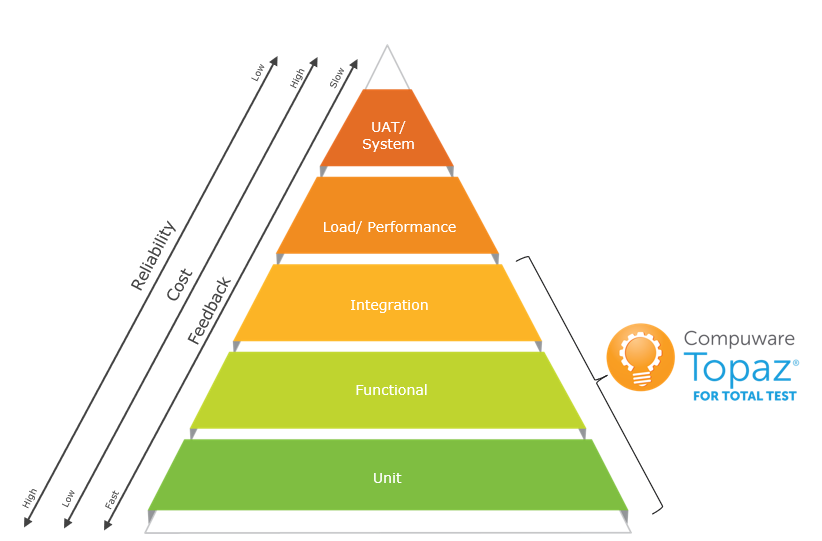 Low
High
Slow
Reliability
Cost
Feedback
High
Low
Fast
UAT/
System
Load/ Performance
Integration
Functional
Unit
Compuware
Topaz®
FOR TOTAL TEST